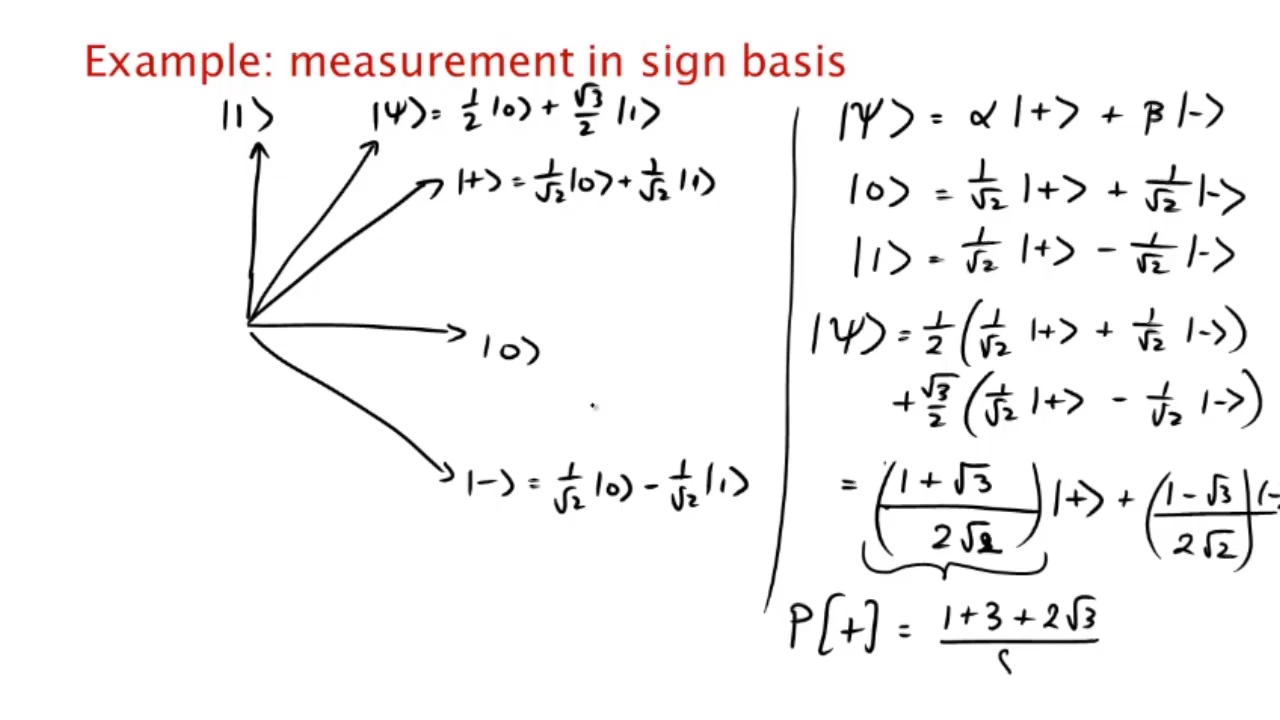 Example: measurement in sign basis
|1⟩
|Ψ⟩ = 1/2 |0⟩ + √3/2 |1⟩
|+⟩ = 1/√2 |0⟩ + 1/√2 |1⟩
|0⟩
|-⟩ = 1/√2 |0⟩ - 1/√2 |1⟩
|Ψ⟩ = α |+⟩ + β |-⟩
|0⟩ = 1/√2 |+⟩ + 1/√2 |-⟩
|1⟩ = 1/√2 |+⟩ - 1/√2 |-⟩
|Ψ⟩ = 1/2 (1/√2 |+⟩ + 1/√2 |-⟩)
+ √3/2 (1/√2 |+⟩ - 1/√2 |-⟩)
= ((1 + √3)/(2√2)) |+⟩ + ((1 - √3)/(2√2)) |-
P[+] = (1 + 3 + 2√3)/